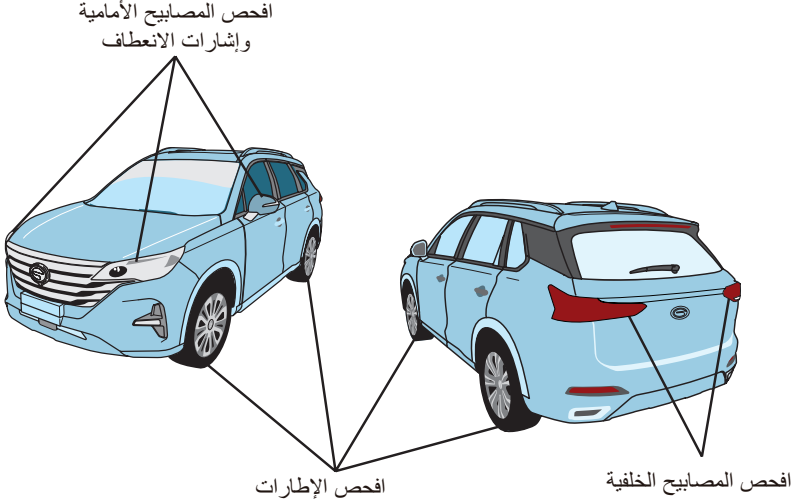 افحص المصابيح الأمامية
وإشارات الانعطاف
افحص الإطارات
افحص المصابيح الخلفية